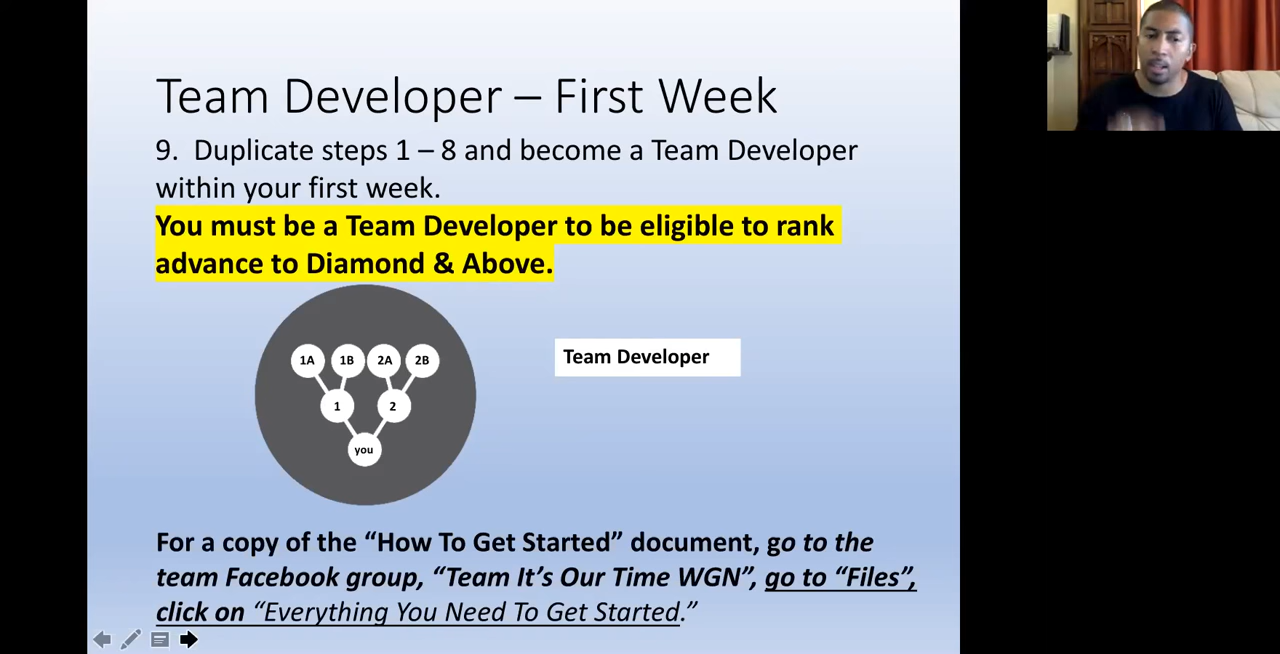 Team Developer – First Week
9. Duplicate steps 1 – 8 and become a Team Developer
within your first week.
You must be a Team Developer to be eligible to rank
advance to Diamond & Above.
1A 1B 2A 2B
1 2
you
Team Developer
For a copy of the “How To Get Started” document, go to the
team Facebook group, “Team It’s Our Time WGN”, go to “Files”,
click on “Everything You Need To Get Started.”